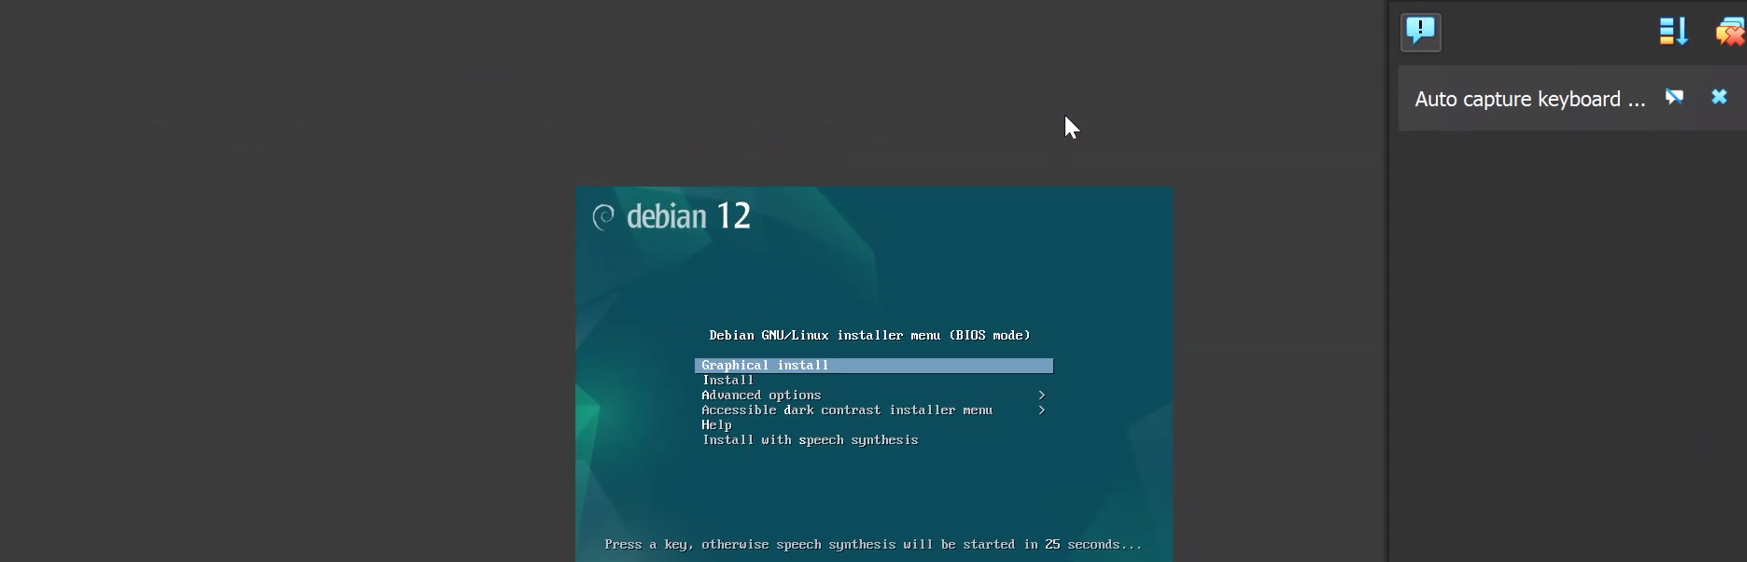 Auto capture keyboard ...
debian 12
Debian GNU/Linux installer menu (BIOS mode)
Graphical install
Install
Advanced options >
Accessible dark contrast installer menu >
Help
Install with speech synthesis
Press a key, otherwise speech synthesis will be started in 25 seconds...